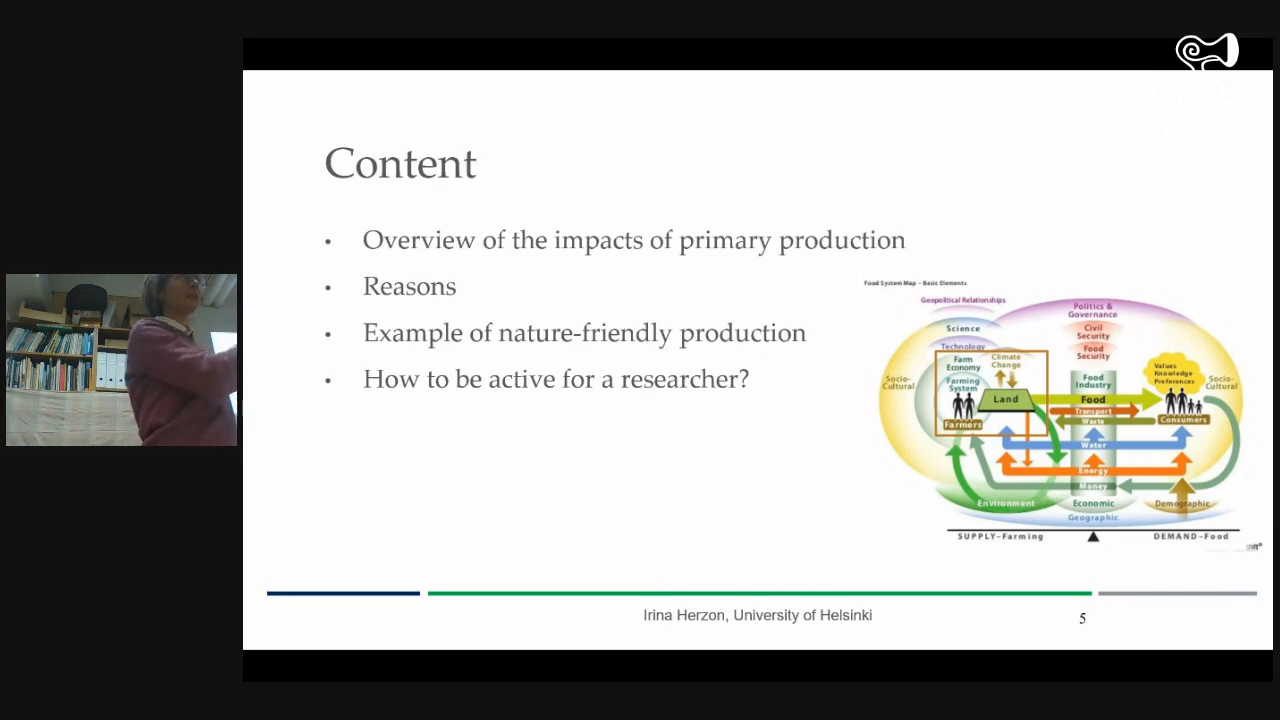 Content
• Overview of the impacts of primary production
• Reasons
• Example of nature-friendly production
• How to be active for a researcher?
Food System Map - Basic Elements
Geopolitical Relationships
Politics &
Governance
Science
Civil
Security
Technology
Food
Security
Farm
Economy
Climate
Change
Values
Knowledge
Preferences
Socio-
Cultural
Farming
System
Food
Industry
Socio-
Cultural
Land
Food
Transport
Waste
Farmers
Consumers
Water
Energy
Money
Environment
Economic
Demographic
Geographic
SUPPLY-Farming
DEMAND-Food
Irina Herzon, University of Helsinki
5